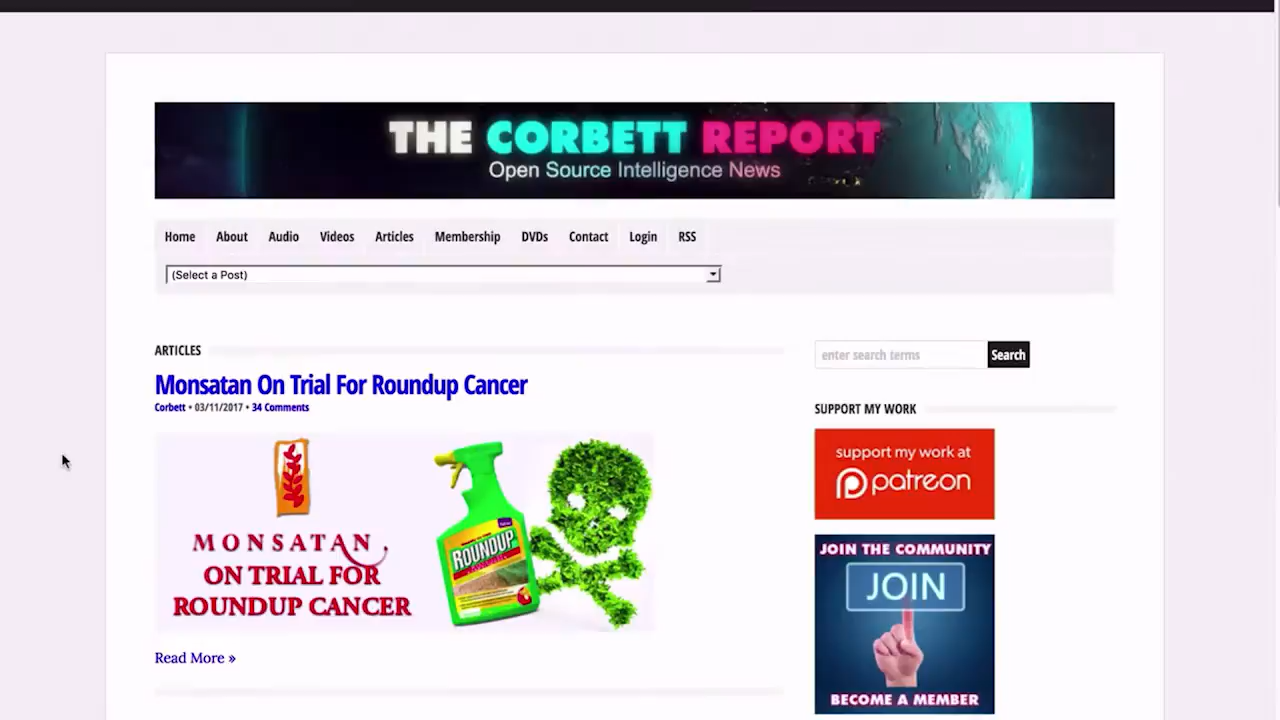 THE CORBETT REPORT
Open Source Intelligence News
Home About Audio Videos Articles Membership DVDs Contact Login RSS
(Select a Post)
ARTICLES
Monsatan On Trial For Roundup Cancer
Corbett • 03/11/2017 • 34 Comments
MONSATAN
ON TRIAL FOR
ROUNDUP CANCER
ROUNDUP
Read More »
enter search terms Search
SUPPORT MY WORK
support my work at
patreon
JOIN THE COMMUNITY
JOIN
BECOME A MEMBER